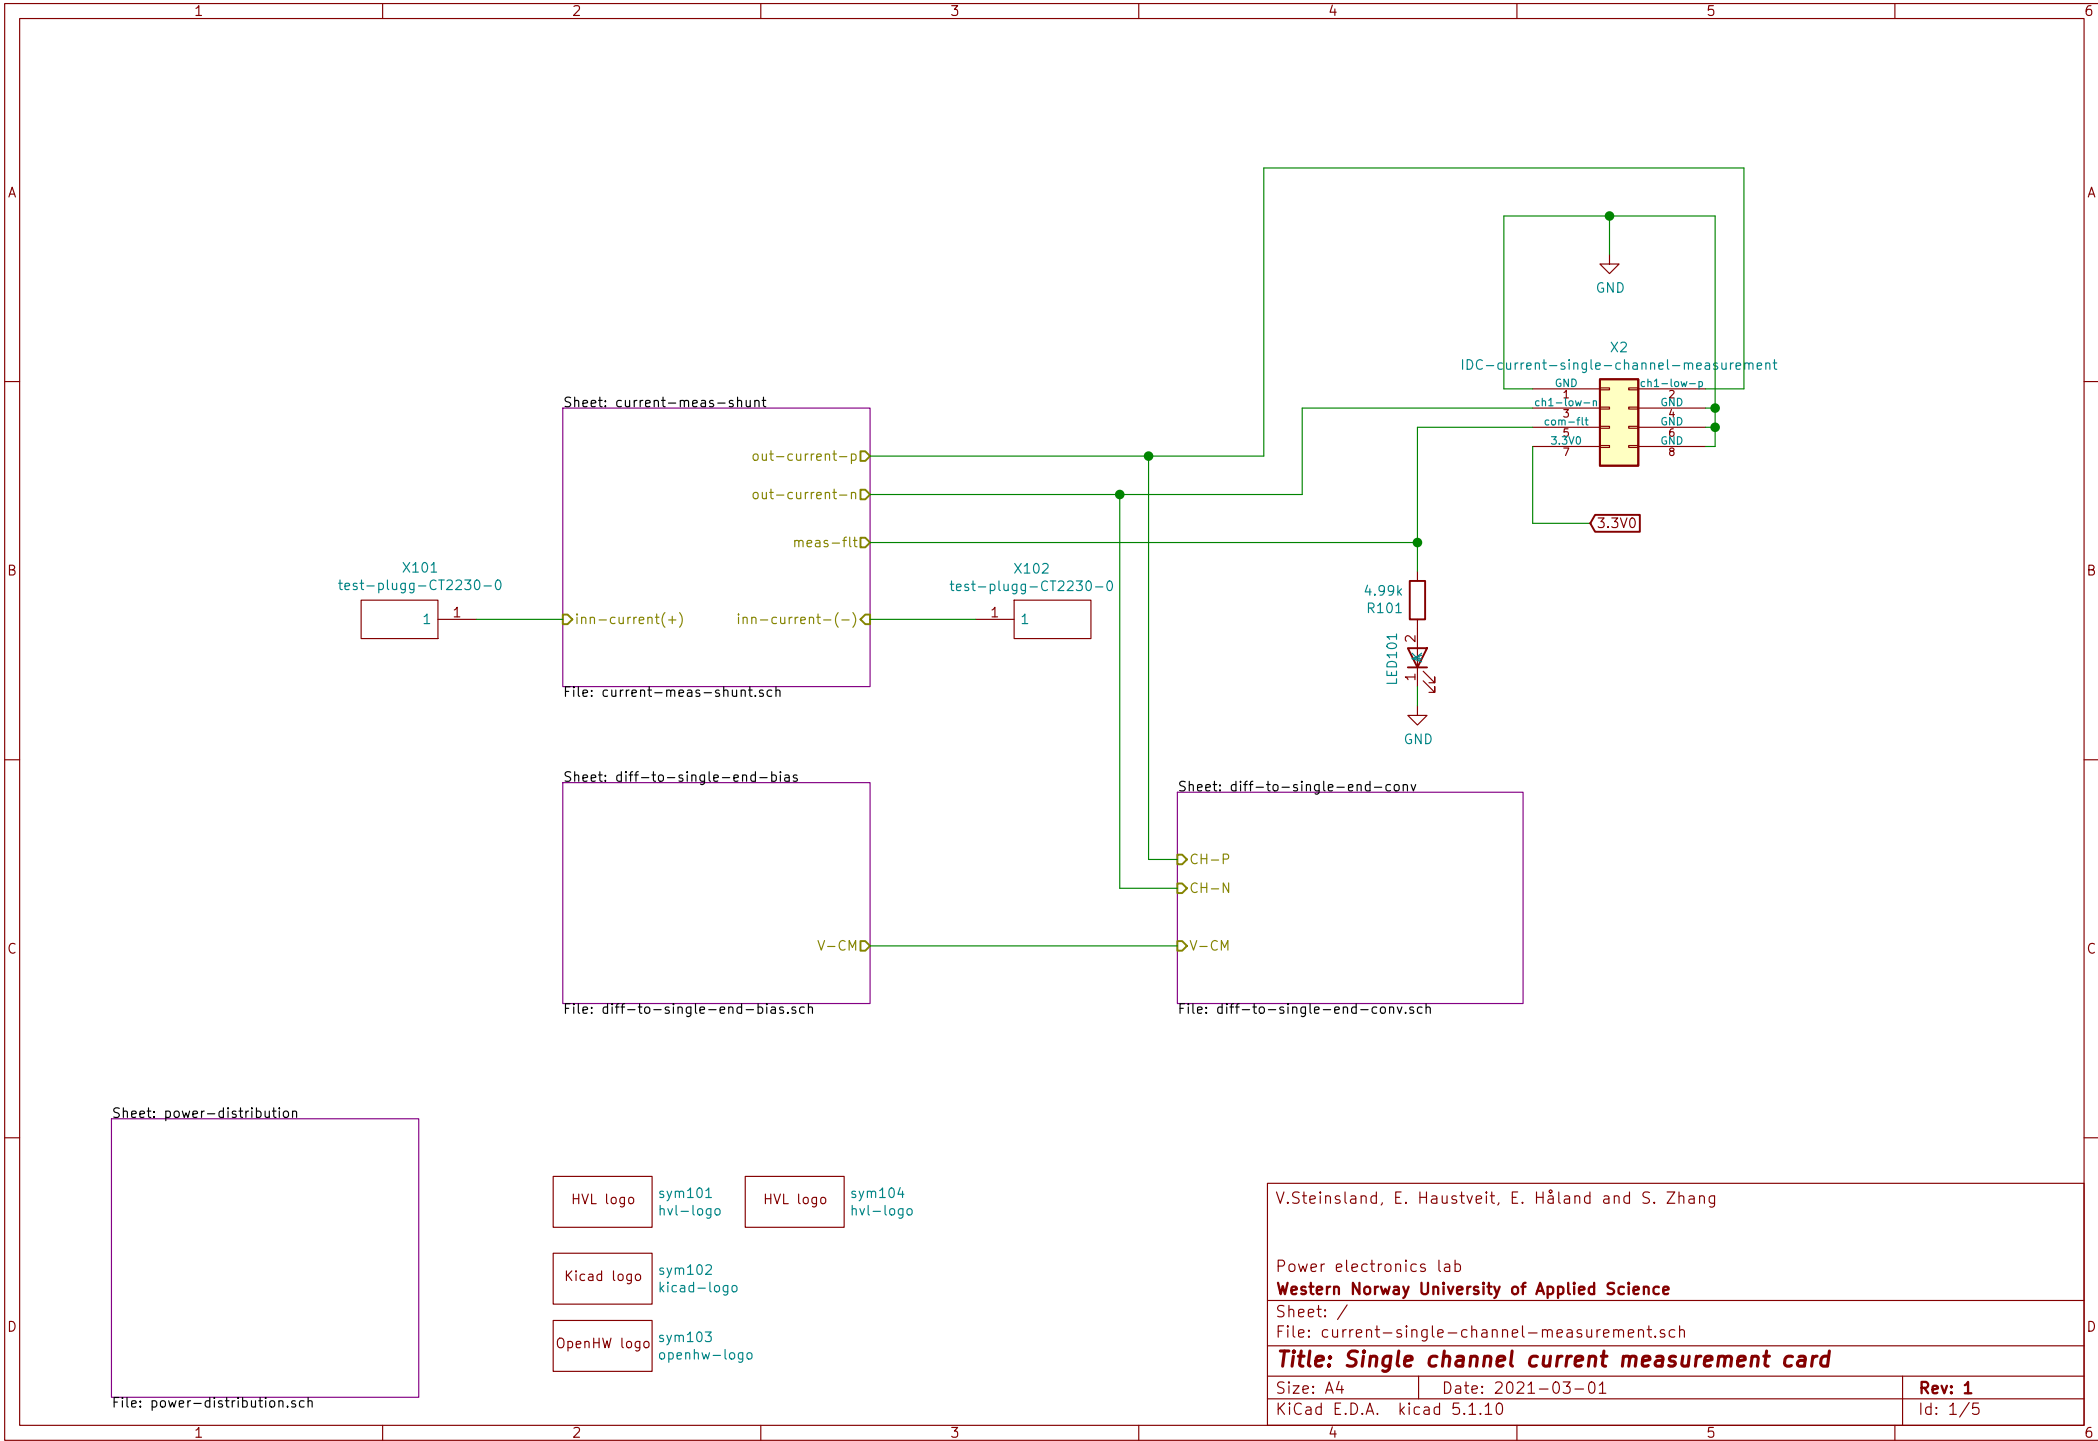 1 2 3 4 5 6
A
A
GND
X2
IDC-current-single-channel-measurement
GND
1
ch1-low-p
2
ch1-low-n
3
GND
4
com-flt
5
GND
6
3.3V0
7
GND
8
3.3V0
Sheet: current-meas-shunt
out-current-p
out-current-n
meas-flt
inn-current(+)
inn-current-(-)
File: current-meas-shunt.sch
B
B
X101
test-plugg-CT2230-0
1
1
X102
test-plugg-CT2230-0
1
1
4.99k
R101
LED101
2
1
GND
Sheet: diff-to-single-end-bias
V-CM
File: diff-to-single-end-bias.sch
Sheet: diff-to-single-end-conv
CH-P
CH-N
V-CM
File: diff-to-single-end-conv.sch
C
C
Sheet: power-distribution
File: power-distribution.sch
HVL logo
sym101
hvl-logo
HVL logo
sym104
hvl-logo
Kicad logo
sym102
kicad-logo
OpenHW logo
sym103
openhw-logo
D
D
V.Steinsland, E. Haustveit, E. Håland and S. Zhang
Power electronics lab
Western Norway University of Applied Science
Sheet: /
File: current-single-channel-measurement.sch
Title: Single channel current measurement card
Size: A4
Date: 2021-03-01
Rev: 1
KiCad E.D.A. kicad 5.1.10
Id: 1/5
1 2 3 4 5 6